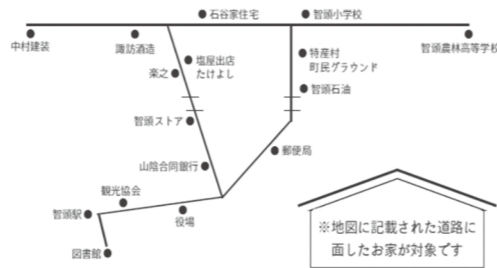 石谷家住宅
智頭小学校
中村建装
諏訪酒造
智頭農林高等学校
塩屋出店
たけよし
楽之
特産村
町民グラウンド
智頭石油
智頭ストア
郵便局
山陰合同銀行
観光協会
智頭駅
役場
図書館
※地図に記載された道路に
面したお家が対象です